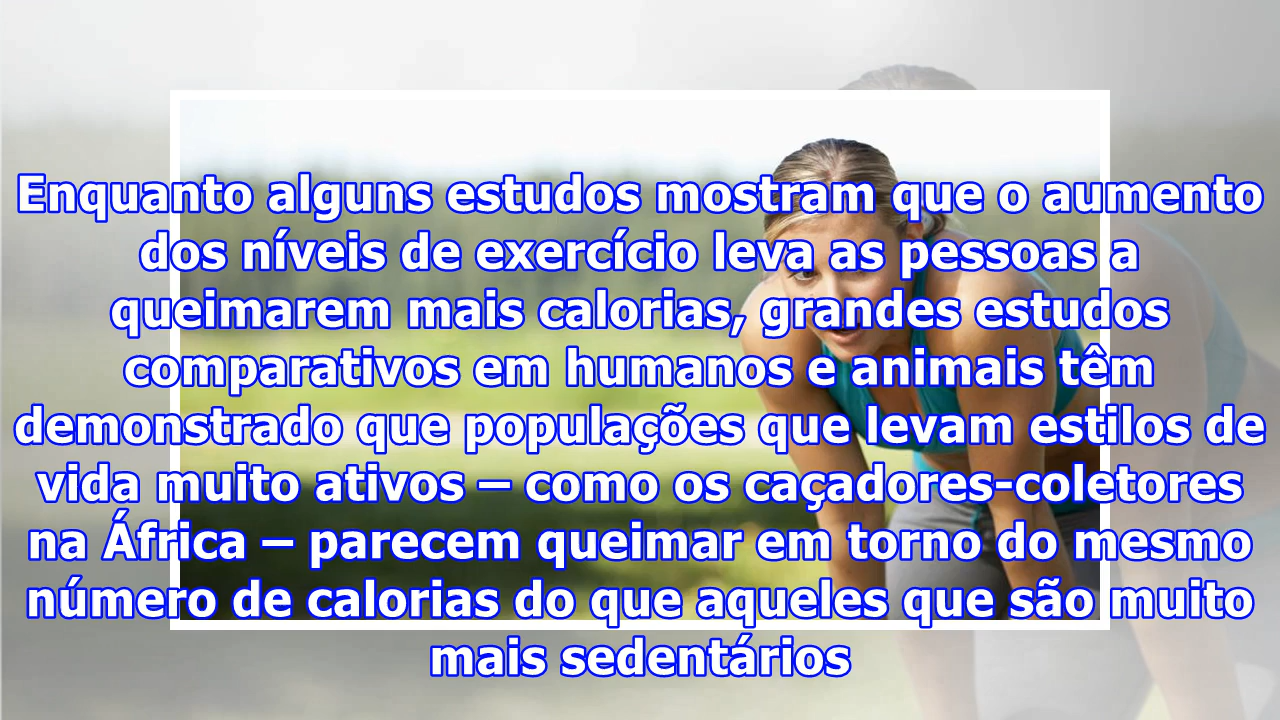 Enquanto alguns estudos mostram que o aumento
dos níveis de exercício leva as pessoas a
queimarem mais calorias, grandes estudos
comparativos em humanos e animais têm
demonstrado que populações que levam estilos de
vida muito ativos – como os caçadores-coletores
na África – parecem queimar em torno do mesmo
número de calorias do que aqueles que são muito
mais sedentários